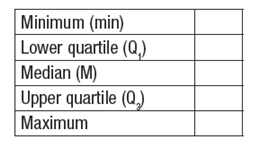 Minimum (min)
Lower quartile (Q₁)
Median (M)
Upper quartile (Q₃)
Maximum